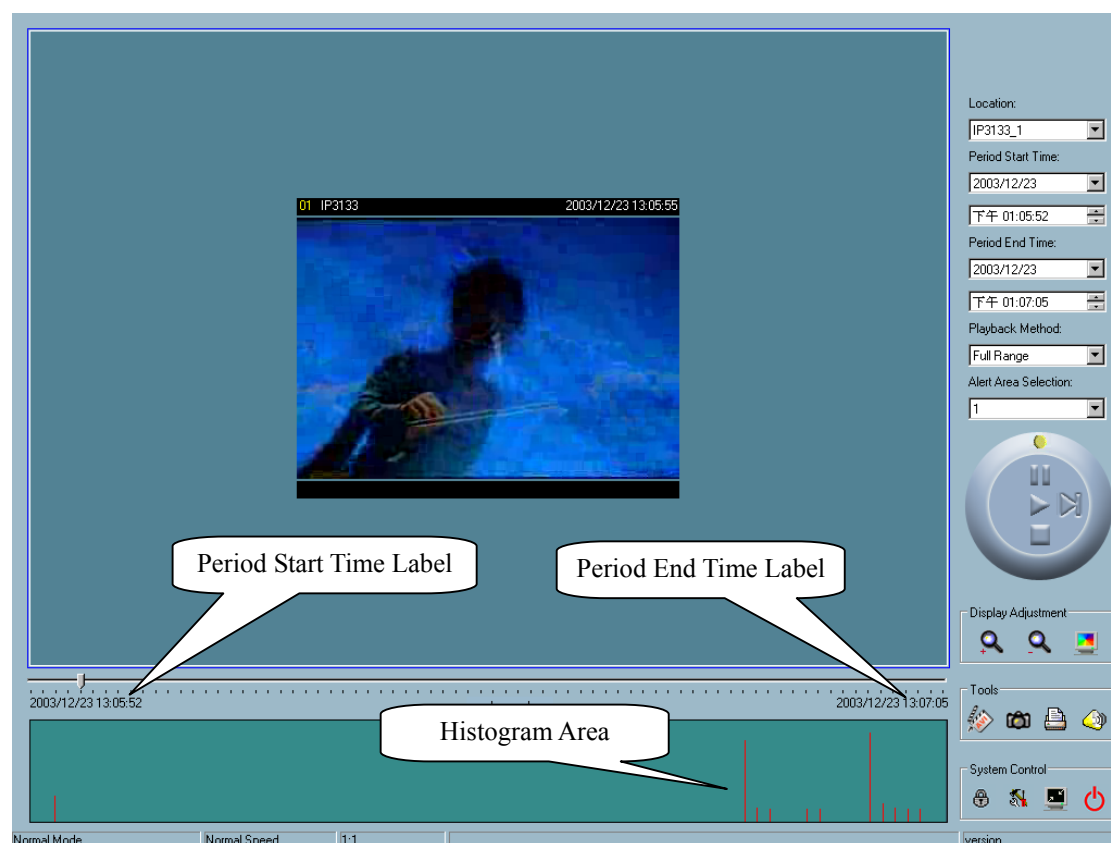 01 IP3133 2003/12/23 13:05:55
Period Start Time Label
Period End Time Label
2003/12/23 13:05:52
2003/12/23 13:07:05
Histogram Area
Location:
IP3133_1
Period Start Time:
2003/12/23
下午 01:05:52
Period End Time:
2003/12/23
下午 01:07:05
Playback Method:
Full Range
Alert Area Selection:
1
Display Adjustment
Tools
System Control
Normal Mode
Normal Speed
1:1
version